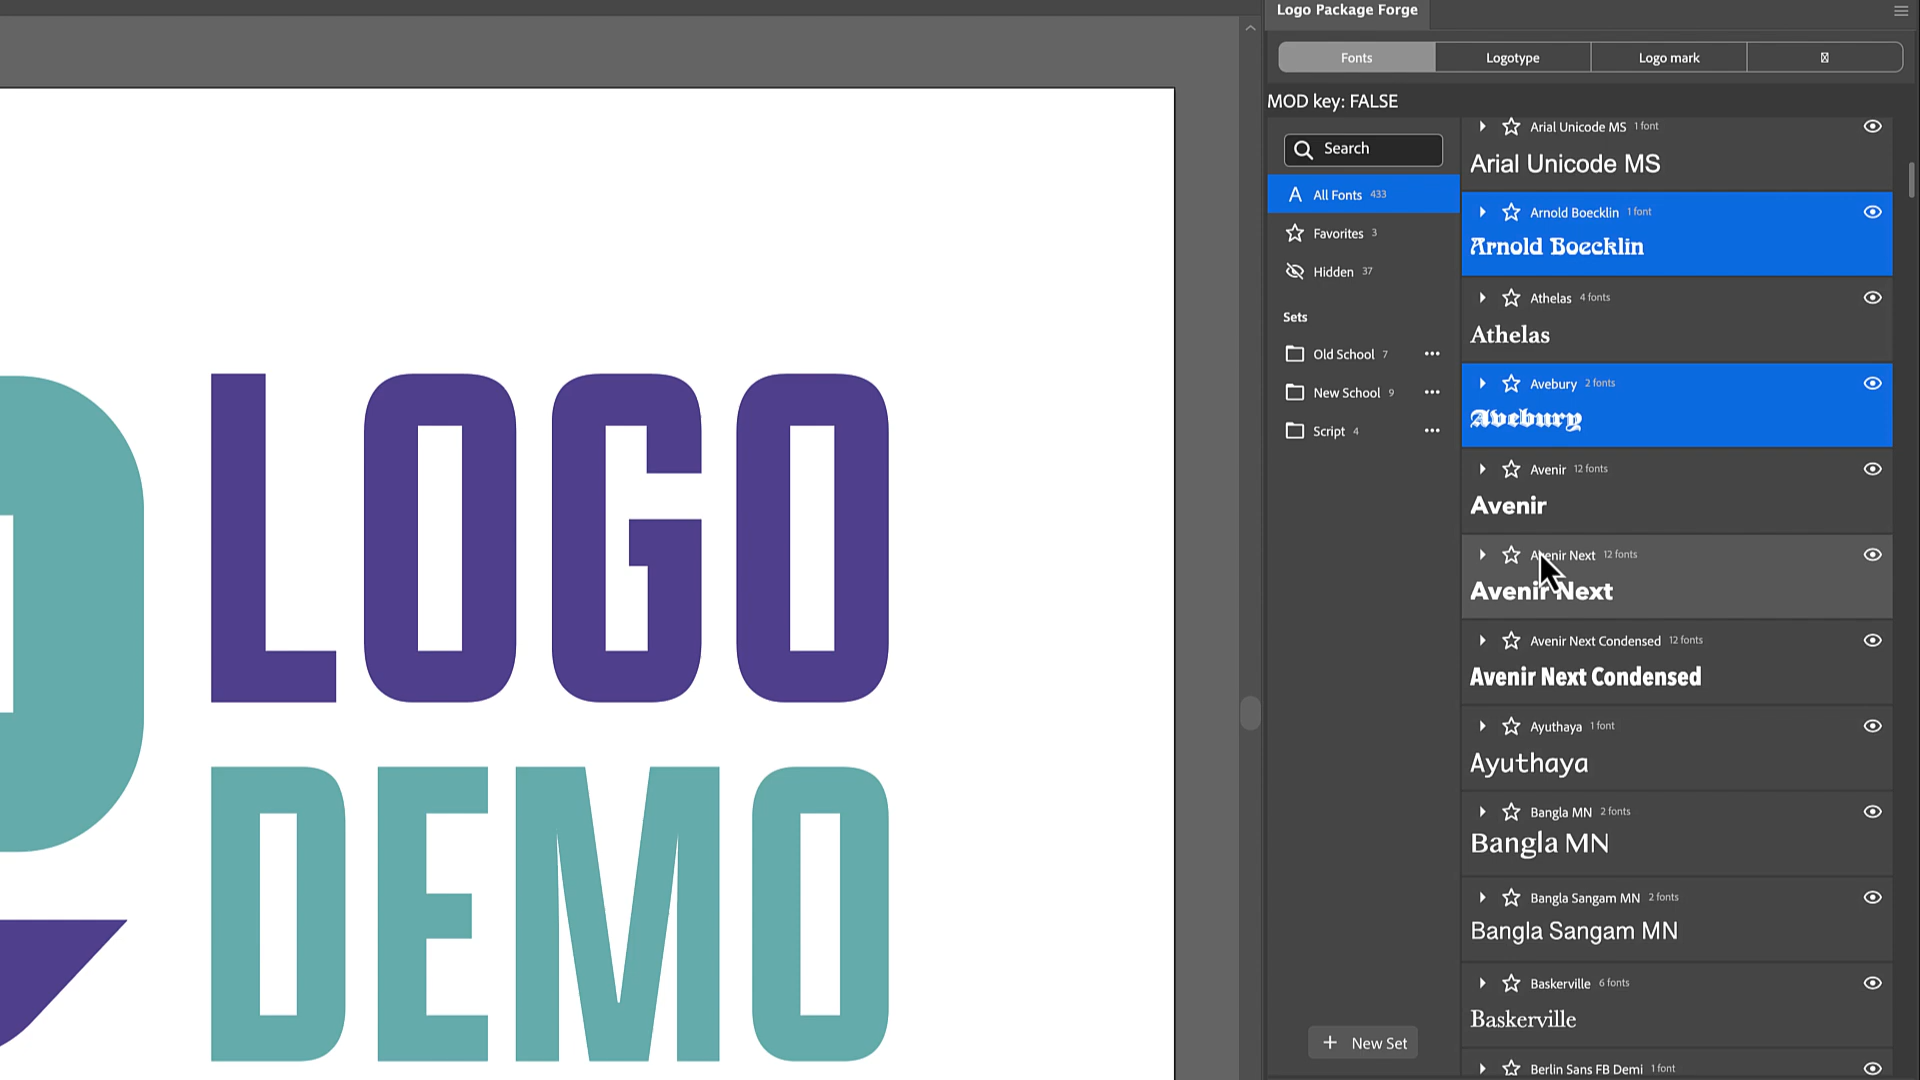 Logo Package Forge
Fonts
Logotype
Logo mark
MOD key: FALSE
Search
All Fonts 433
Favorites 3
Hidden 37
Sets
Old School 7
New School 9
Script 4
New Set
Arial Unicode MS 1 font
Arial Unicode MS
Arnold Boecklin 1 font
Arnold Boecklin
Athelas 4 fonts
Athelas
Avebury 2 fonts
Avebury
Avenir 12 fonts
Avenir
Avenir Next 12 fonts
Avenir Next
Avenir Next Condensed 12 fonts
Avenir Next Condensed
Ayuthaya 1 font
Ayuthaya
Bangla MN 2 fonts
Bangla MN
Bangla Sangam MN 2 fonts
Bangla Sangam MN
Baskerville 6 fonts
Baskerville
Berlin Sans FB Demi 1 font
LOGO
DEMO